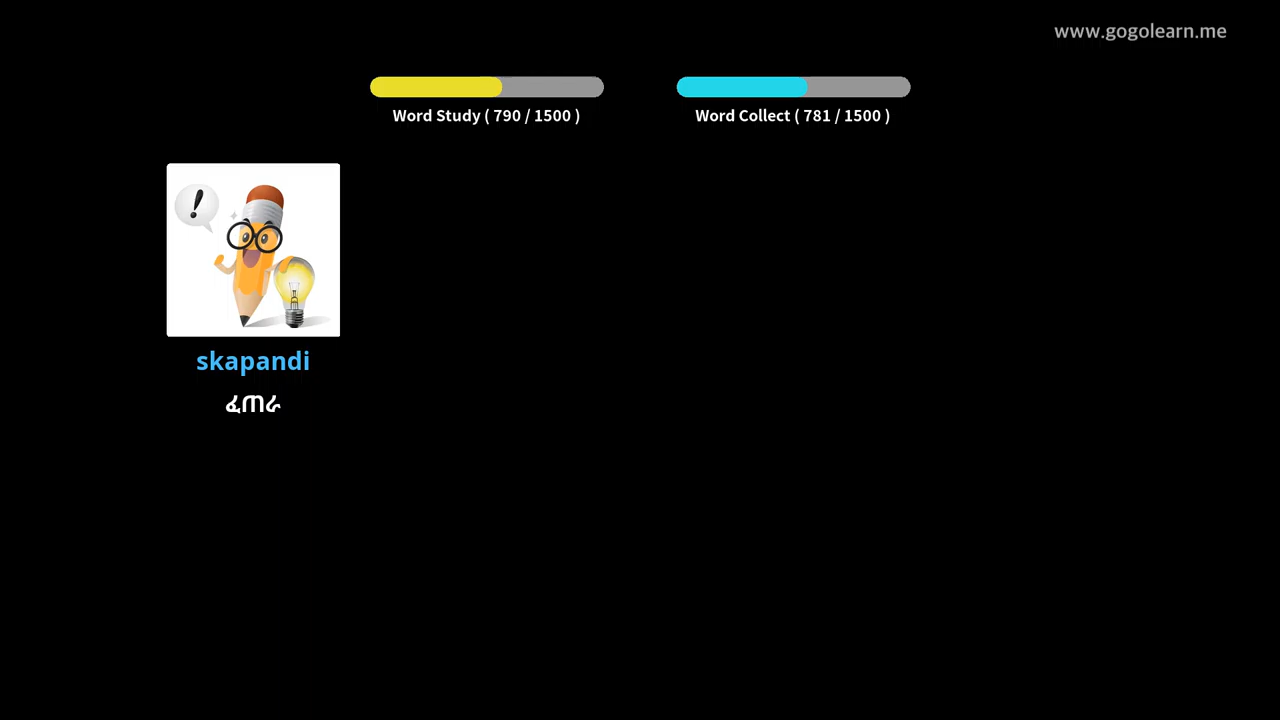 www.gogolearn.me
Word Study ( 790 / 1500 )
Word Collect ( 781 / 1500 )
!
skapandi
ፈጠራ